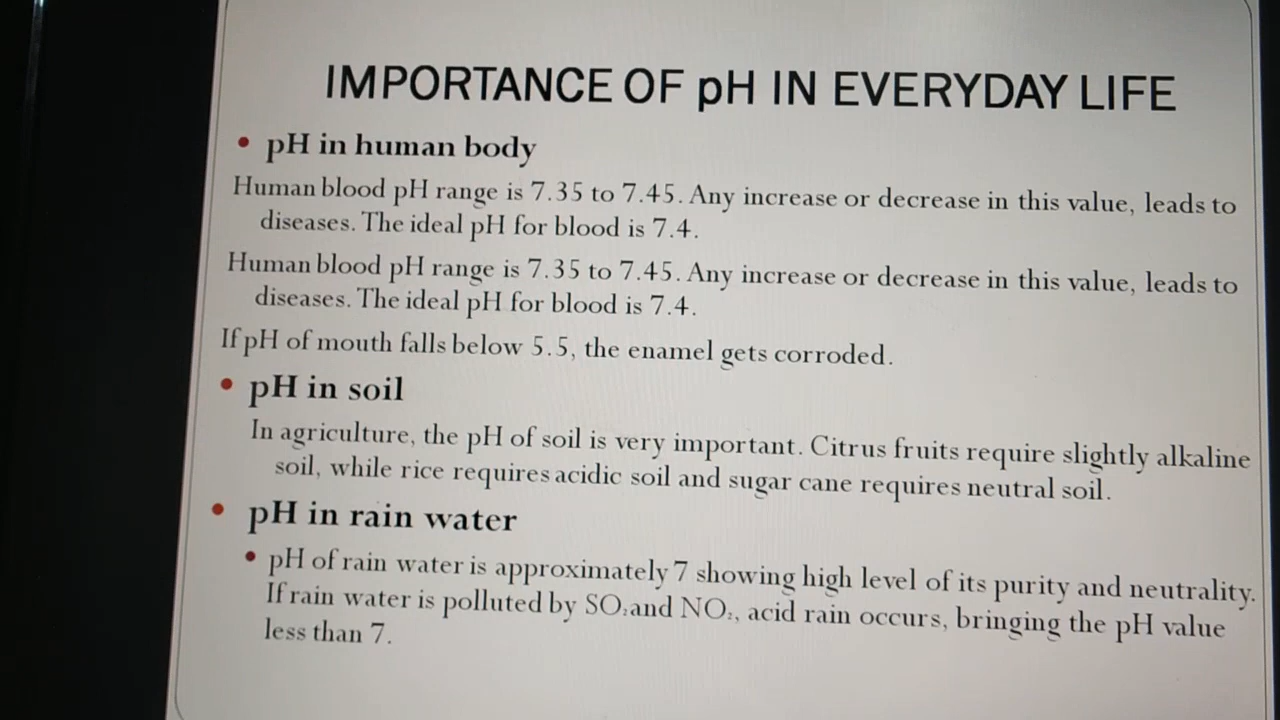 IMPORTANCE OF pH IN EVERYDAY LIFE
• pH in human body
Human blood pH range is 7.35 to 7.45. Any increase or decrease in this value, leads to
diseases. The ideal pH for blood is 7.4.
Human blood pH range is 7.35 to 7.45. Any increase or decrease in this value, leads to
diseases. The ideal pH for blood is 7.4.
If pH of mouth falls below 5.5, the enamel gets corroded.
• pH in soil
In agriculture, the pH of soil is very important. Citrus fruits require slightly alkaline
soil, while rice requires acidic soil and sugar cane requires neutral soil.
• pH in rain water
• pH of rain water is approximately 7 showing high level of its purity and neutrality.
If rain water is polluted by SO₂ and NO₂, acid rain occurs, bringing the pH value
less than 7.